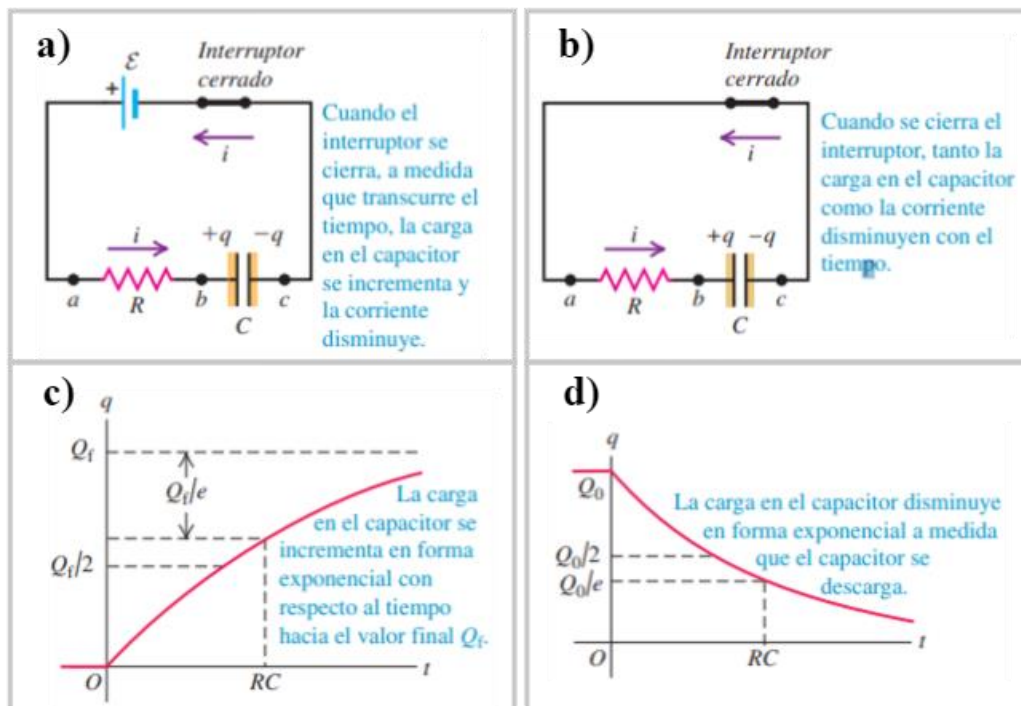 a)
Interruptor
cerrado
ε
+
i
Cuando el
interruptor se
cierra, a medida
que transcurre el
tiempo, la carga
en el capacitor
se incrementa y
la corriente
disminuye.
i
+q −q
a
R
b
c
C
b)
Interruptor
cerrado
i
Cuando se cierra el
interruptor, tanto la
carga en el capacitor
como la corriente
disminuyen con el
tiempo.
i
+q −q
a
R
b
c
C
c)
q
Qf
Qf/e
Qf/2
La carga
en el capacitor se
incrementa en forma
exponencial con
respecto al tiempo
hacia el valor final Qf.
O
RC
t
d)
q
Q0
La carga en el capacitor disminuye
en forma exponencial a medida
que el capacitor se
descarga.
Q0/2
Q0/e
O
RC
t